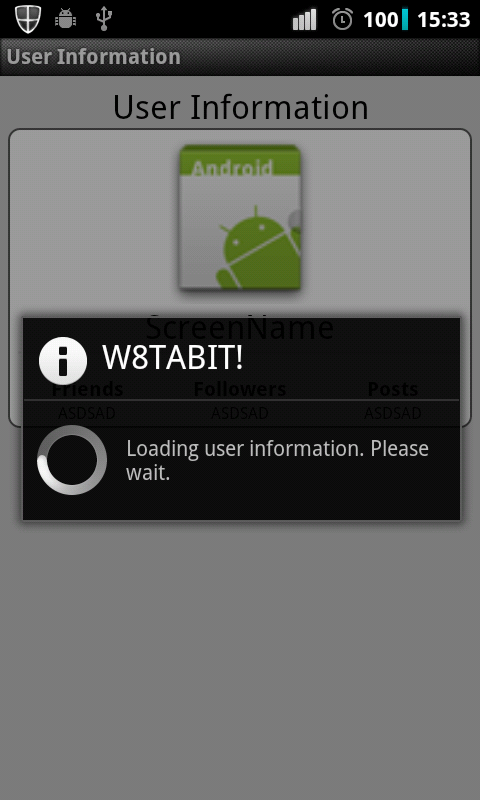 100 15:33
User Information
User Information
Android
ScreenName
W8TABIT!
Friends Followers Posts
ASDSAD ASDSAD ASDSAD
Loading user information. Please
wait.